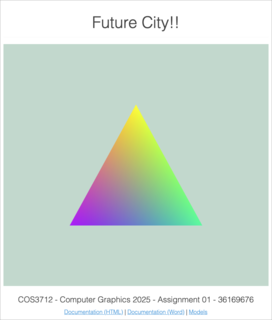 Future City!!
COS3712 - Computer Graphics 2025 - Assignment 01 - 36169676
Documentation (HTML) | Documentation (Word) | Models